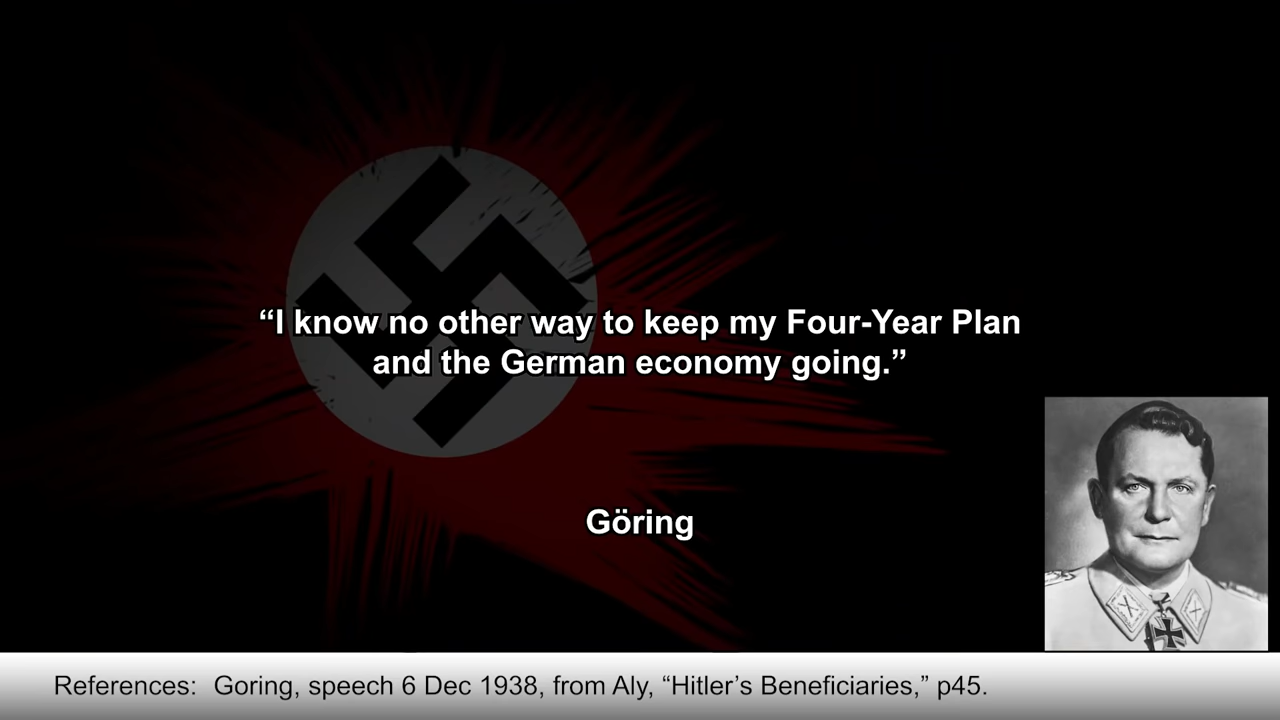 “I know no other way to keep my Four-Year Plan
and the German economy going.”
Göring
References:  Goring, speech 6 Dec 1938, from Aly, “Hitler’s Beneficiaries,” p45.